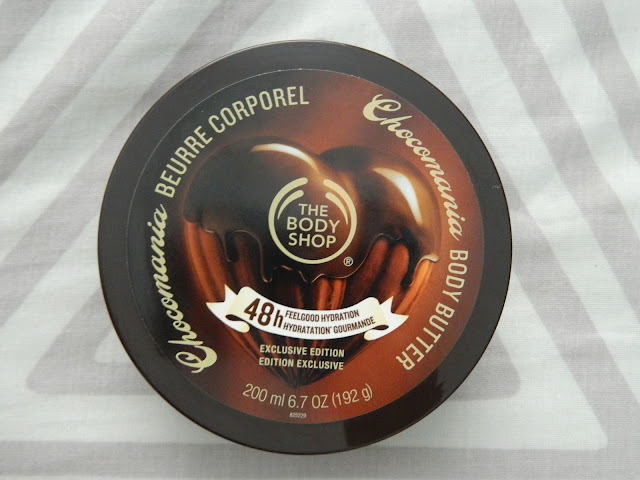 Chocomania BEURRE CORPOREL
Chocomania BODY BUTTER
THE
BODY
SHOP
®
48h FEELGOOD HYDRATION
HYDRATATION* GOURMANDE
EXCLUSIVE EDITION
EDITION EXCLUSIVE
200 ml 6.7 OZ (192 g)